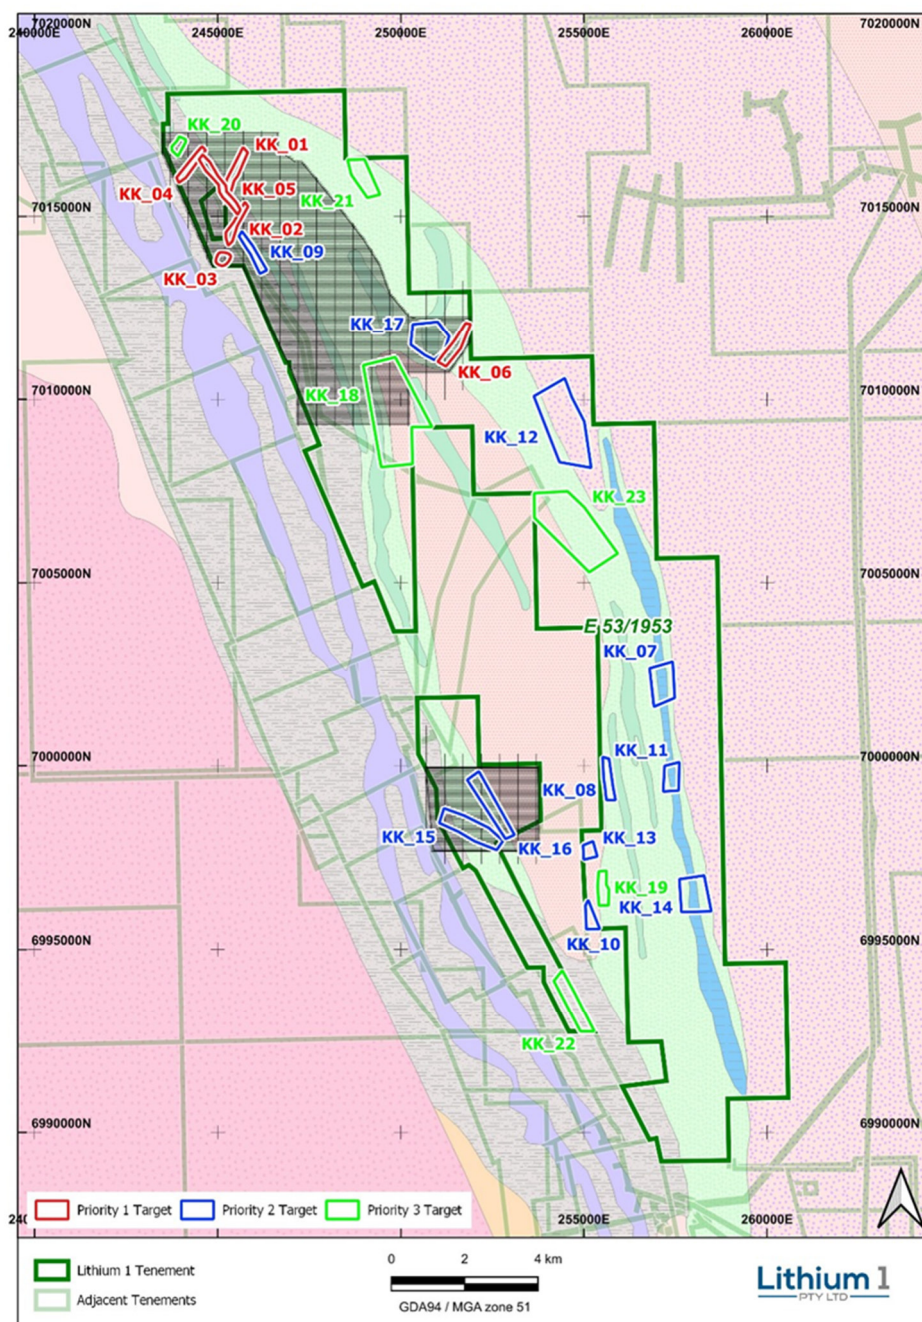 7020000N
7020000N
240000E
245000E
250000E
255000E
260000E
KK_20
KK_01
KK_04
KK_05
KK_21
7015000N
7015000N
KK_02
KK_09
KK_03
KK_17
KK_06
7010000N
7010000N
KK_18
KK_12
KK_23
7005000N
7005000N
E 53/1953
KK_07
7000000N
7000000N
KK_11
KK_08
KK_15
KK_16
KK_13
KK_19
KK_14
6995000N
6995000N
KK_10
KK_22
6990000N
6990000N
Priority 1 Target
Priority 2 Target
Priority 3 Target
255000E
260000E
Lithium 1 Tenement
Adjacent Tenements
0 2 4 km
GDA94 / MGA zone 51
Lithium 1
PTY LTD